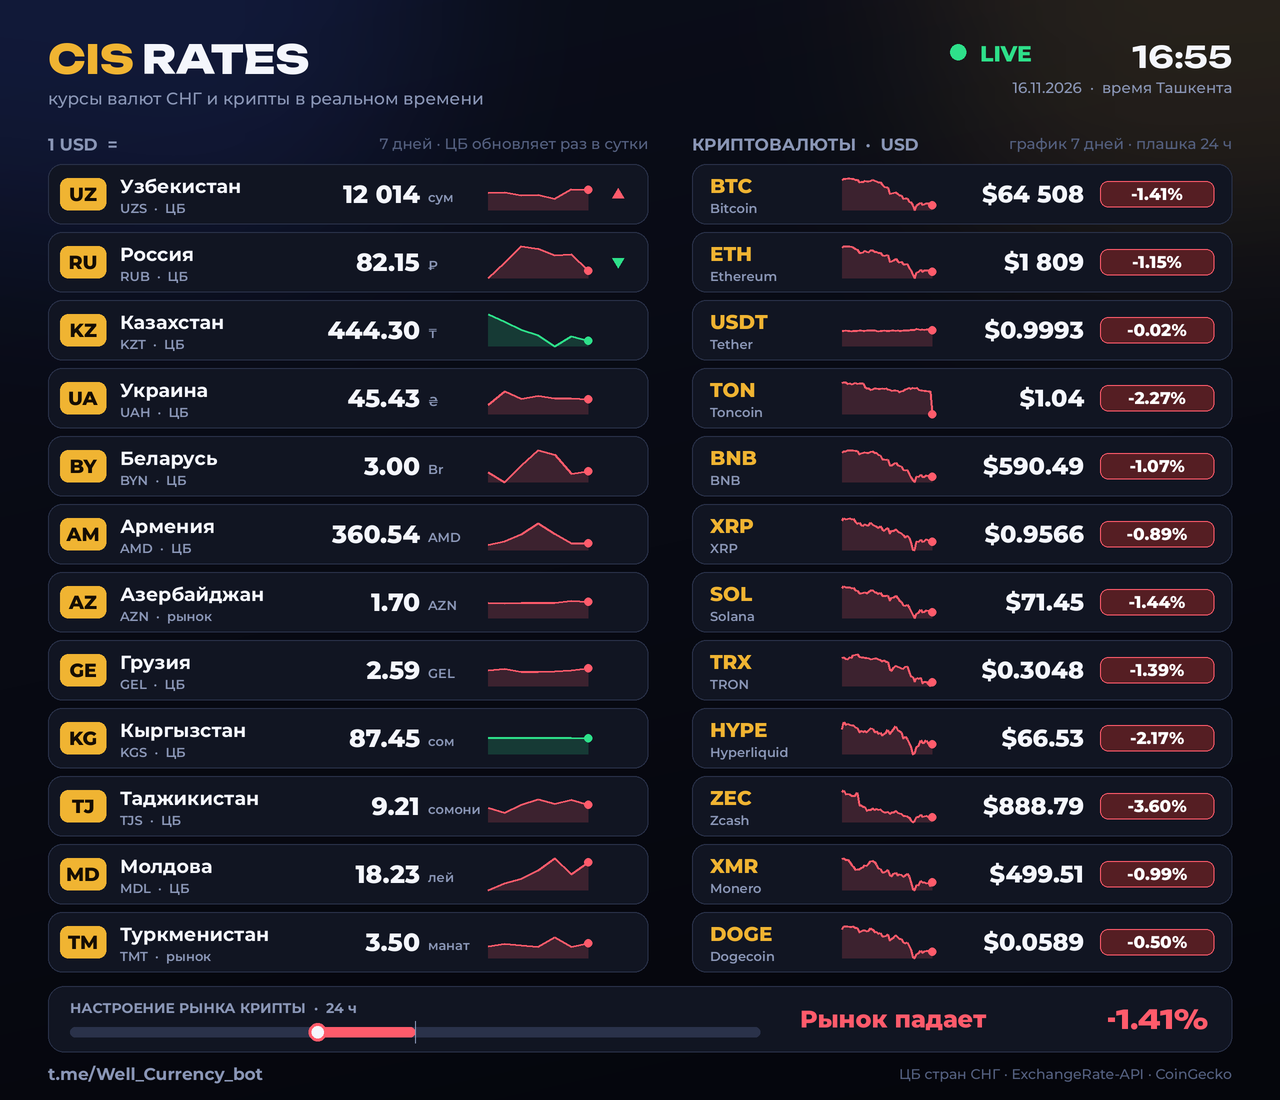 CIS RATES
курсы валют СНГ и крипты в реальном времени
LIVE
16:55
16.11.2026 · время Ташкента
1 USD =
7 дней · ЦБ обновляет раз в сутки
UZ Узбекистан 12 014 сум
UZS · ЦБ
RU Россия 82.15 ₽
RUB · ЦБ
KZ Казахстан 444.30 ₸
KZT · ЦБ
UA Украина 45.43 ₴
UAH · ЦБ
BY Беларусь 3.00 Br
BYN · ЦБ
AM Армения 360.54 AMD
AMD · ЦБ
AZ Азербайджан 1.70 AZN
AZN · рынок
GE Грузия 2.59 GEL
GEL · ЦБ
KG Кыргызстан 87.45 сом
KGS · ЦБ
TJ Таджикистан 9.21 сомони
TJS · ЦБ
MD Молдова 18.23 лей
MDL · ЦБ
TM Туркменистан 3.50 манат
TMT · рынок
КРИПТОВАЛЮТЫ · USD
график 7 дней · плашка 24 ч
BTC $64 508 -1.41%
Bitcoin
ETH $1 809 -1.15%
Ethereum
USDT $0.9993 -0.02%
Tether
TON $1.04 -2.27%
Toncoin
BNB $590.49 -1.07%
BNB
XRP $0.9566 -0.89%
XRP
SOL $71.45 -1.44%
Solana
TRX $0.3048 -1.39%
TRON
HYPE $66.53 -2.17%
Hyperliquid
ZEC $888.79 -3.60%
Zcash
XMR $499.51 -0.99%
Monero
DOGE $0.0589 -0.50%
Dogecoin
НАСТРОЕНИЕ РЫНКА КРИПТЫ · 24 ч
Рынок падает -1.41%
t.me/Well_Currency_bot
ЦБ стран СНГ · ExchangeRate-API · CoinGecko